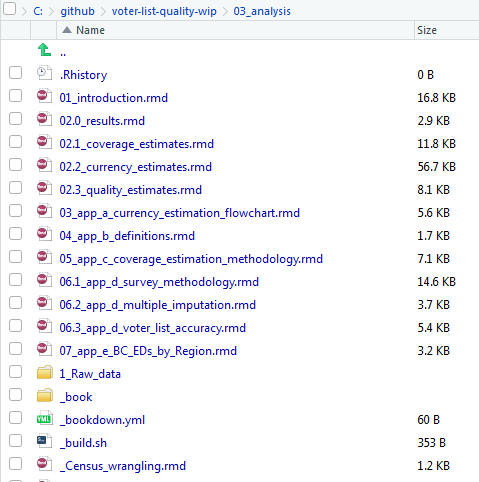 C: github voter-list-quality-wip 03_analysis
Name Size
..
.Rhistory 0 B
01_introduction.rmd 16.8 KB
02.0_results.rmd 2.9 KB
02.1_coverage_estimates.rmd 11.8 KB
02.2_currency_estimates.rmd 56.7 KB
02.3_quality_estimates.rmd 8.1 KB
03_app_a_currency_estimation_flowchart.rmd 5.6 KB
04_app_b_definitions.rmd 1.7 KB
05_app_c_coverage_estimation_methodology.rmd 7.1 KB
06.1_app_d_survey_methodology.rmd 14.6 KB
06.2_app_d_multiple_imputation.rmd 3.7 KB
06.3_app_d_voter_list_accuracy.rmd 5.4 KB
07_app_e_BC_EDs_by_Region.rmd 3.2 KB
1_Raw_data
_book
YML _bookdown.yml 60 B
_build.sh 353 B
_Census_wrangling.rmd 1.2 KB